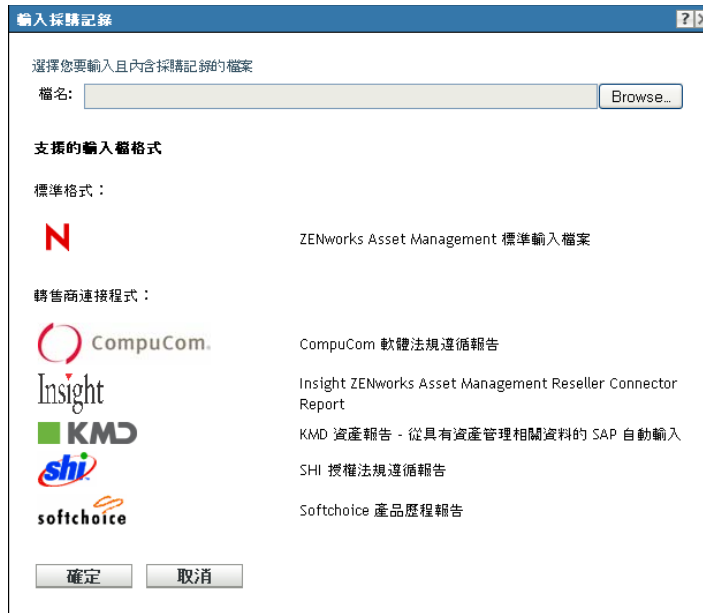 輸入採購記錄
?
選擇您要輸入且內含採購記錄的檔案
檔名:
Browse...
支援的輸入檔格式
標準格式：
N
ZENworks Asset Management 標準輸入檔案
轉售商連接程式：
CompuCom.
CompuCom 軟體法規遵循報告
Insight
Insight ZENworks Asset Management Reseller Connector
Report
KMD
KMD 資產報告 - 從具有資產管理相關資料的 SAP 自動輸入
shi
SHI 授權法規遵循報告
softchoice
Softchoice 產品歷程報告
確定 取消